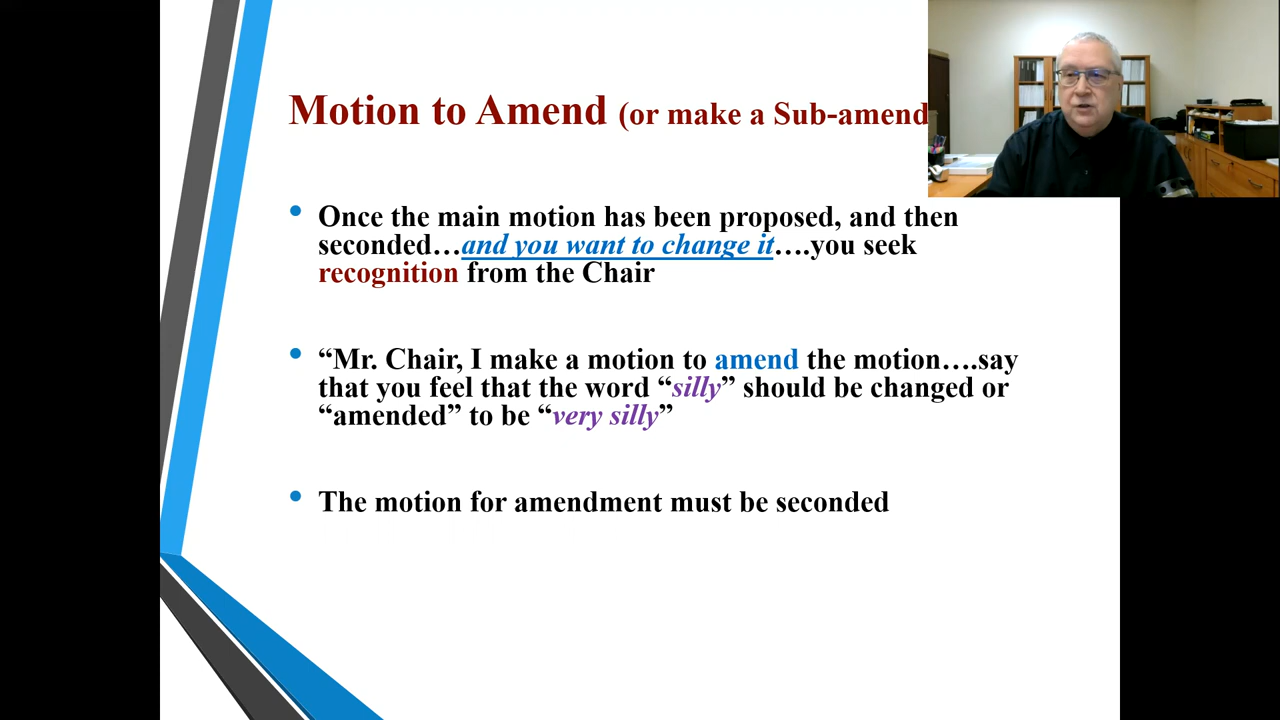 Motion to Amend (or make a Sub-amend
Once the main motion has been proposed, and then
seconded…and you want to change it….you seek
recognition from the Chair
“Mr. Chair, I make a motion to amend the motion….say
that you feel that the word “silly” should be changed or
“amended” to be “very silly”
The motion for amendment must be seconded